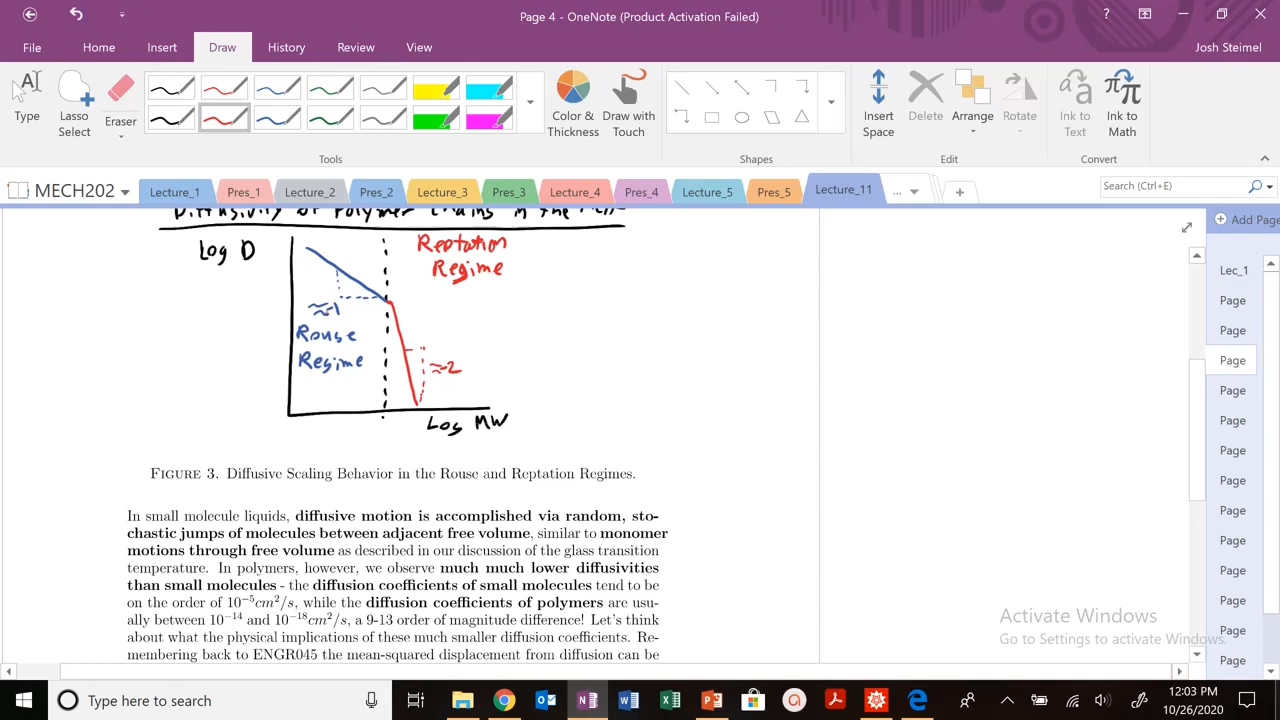 Page 4 - OneNote (Product Activation Failed)
?
File Home Insert Draw History Review View Josh Steimel
Type Lasso Select Eraser Color & Thickness Draw with Touch Insert Space Delete Arrange Rotate Ink to Text Ink to Math
Tools Shapes Edit Convert
MECH202 Lecture_1 Pres_1 Lecture_2 Pres_2 Lecture_3 Pres_3 Lecture_4 Pres_4 Lecture_5 Pres_5 Lecture_11 ... Search (Ctrl+E)
Add Page
Diffusivity of Polymer Chains in the Melt
Log D
Reptation
Regime
≈-1
Rouse
Regime
≈-2
Log MW
Lec_1
Page
Page
Page
Page
Page
Page
Page
Page
Page
Page
Page
Page
Page
FIGURE 3. Diffusive Scaling Behavior in the Rouse and Reptation Regimes.
In small molecule liquids, diffusive motion is accomplished via random, sto-
chastic jumps of molecules between adjacent free volume, similar to monomer
motions through free volume as described in our discussion of the glass transition
temperature. In polymers, however, we observe much much lower diffusivities
than small molecules - the diffusion coefficients of small molecules tend to be
on the order of 10⁻⁵cm²/s, while the diffusion coefficients of polymers are usu-
ally between 10⁻¹⁴ and 10⁻¹⁸cm²/s, a 9-13 order of magnitude difference! Let's think
about what the physical implications of these much smaller diffusion coefficients. Re-
membering back to ENGR045 the mean-squared displacement from diffusion can be
Activate Windows
Go to Settings to activate Windows.
Type here to search
12:03 PM
10/26/2020